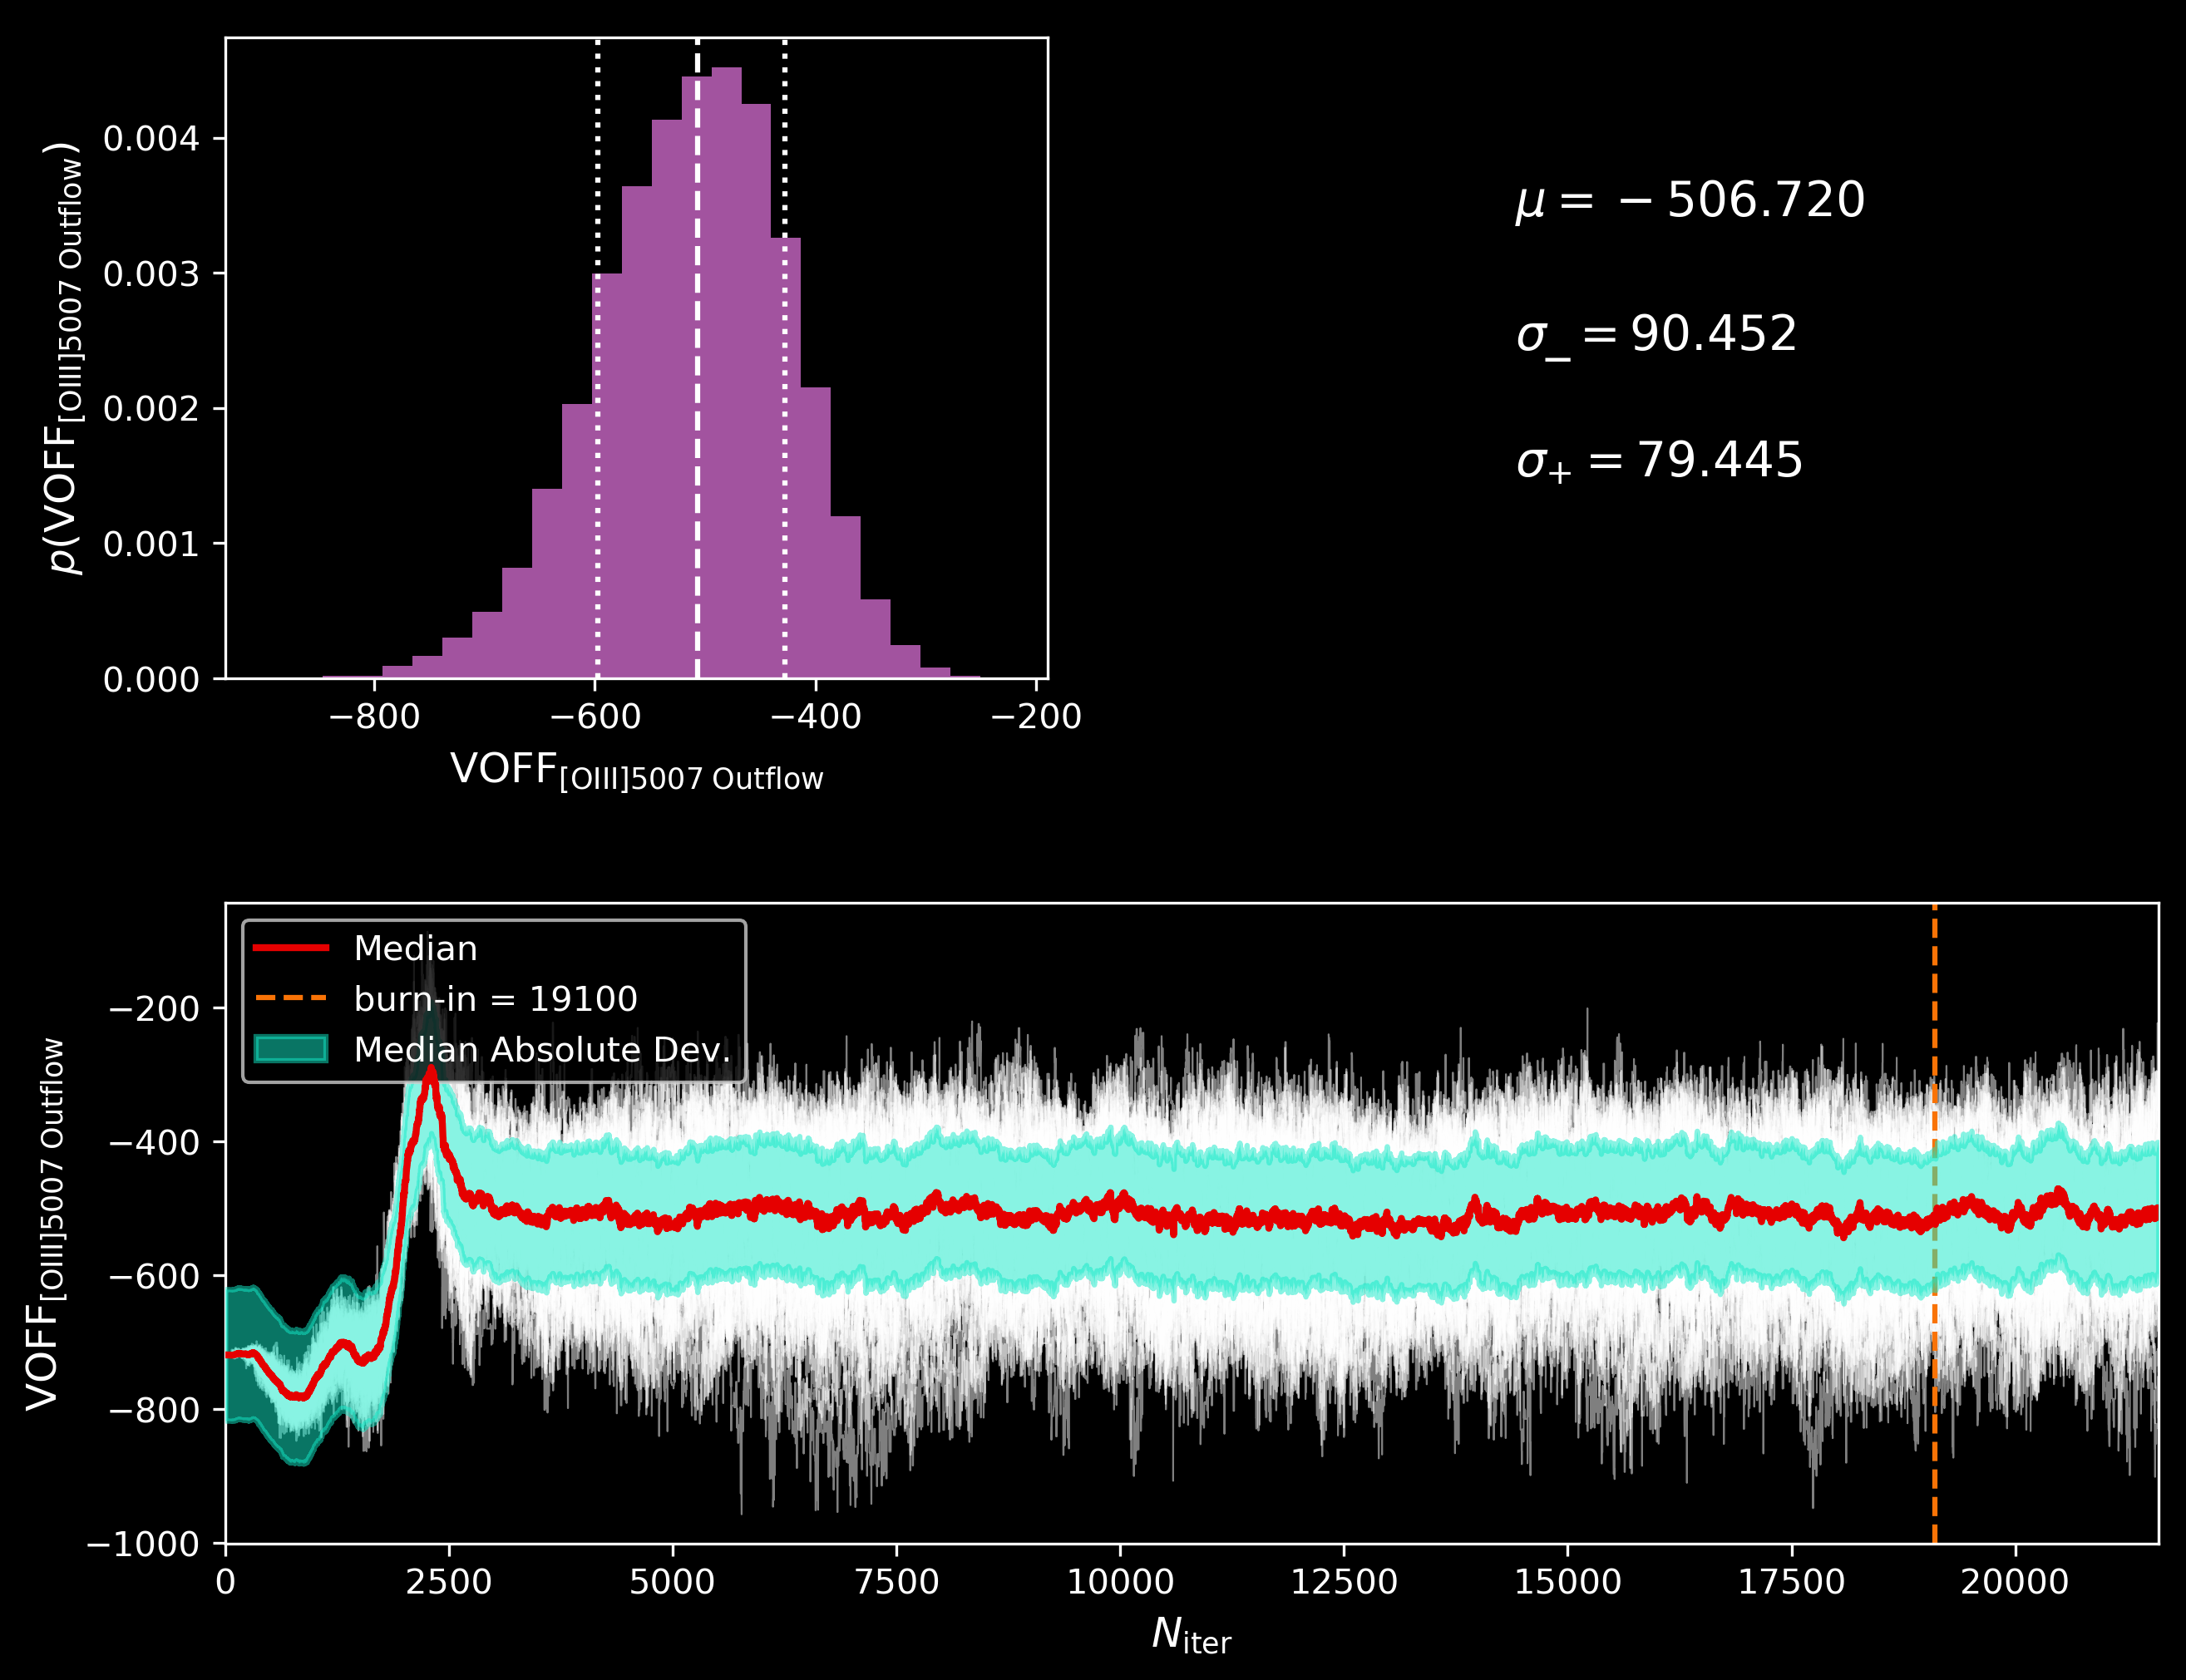 p(VOFF[OIII]5007 Outflow)
0.004
0.003
0.002
0.001
0.000
−800 −600 −400 −200
VOFF[OIII]5007 Outflow
μ = −506.720
σ− = 90.452
σ+ = 79.445
VOFF[OIII]5007 Outflow
Median
burn-in = 19100
Median Absolute Dev.
−200
−400
−600
−800
−1000
0 2500 5000 7500 10000 12500 15000 17500 20000
Niter